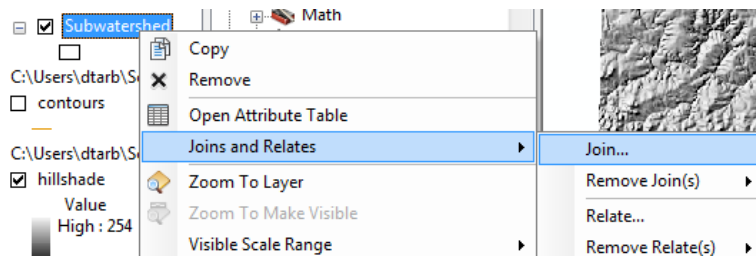 Subwatershed
C:\Users\dtarb\S
contours
C:\Users\dtarb\S
hillshade
Value
High : 254
Math
Copy
Remove
Open Attribute Table
Joins and Relates
Zoom To Layer
Zoom To Make Visible
Visible Scale Range
Join...
Remove Join(s)
Relate...
Remove Relate(s)